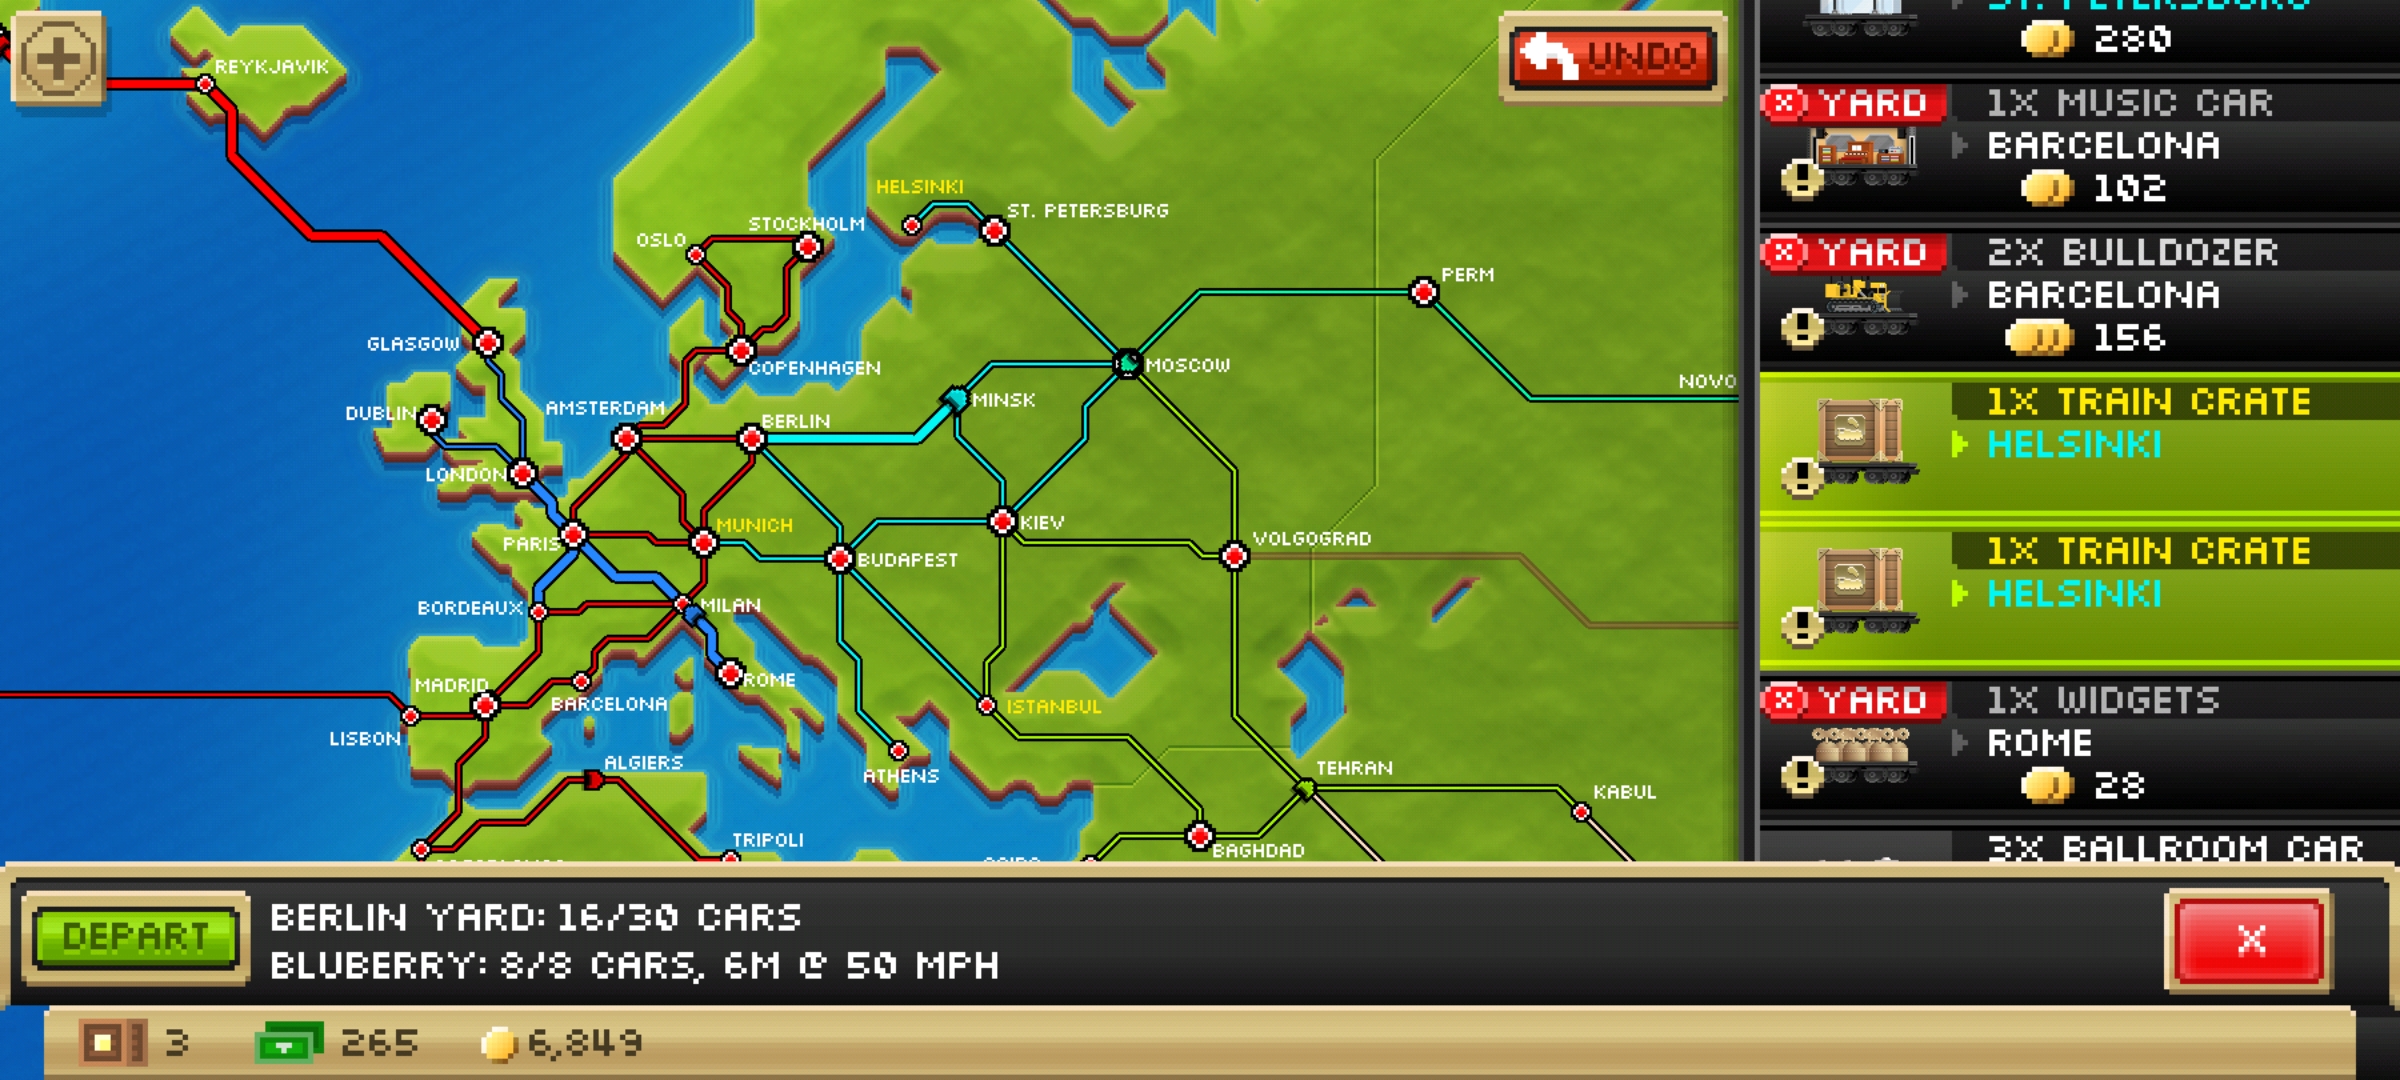 REYKJAVIK
UNDO
HELSINKI
ST. PETERSBURG
STOCKHOLM
OSLO
PERM
GLASGOW
COPENHAGEN
MOSCOW
NOVO
MINSK
DUBLIN
AMSTERDAM
BERLIN
LONDON
MUNICH
KIEV
PARIS
VOLGOGRAD
BUDAPEST
BORDEAUX
MILAN
MADRID
ROME
BARCELONA
ISTANBUL
LISBON
ALGIERS
ATHENS
TEHRAN
KABUL
TRIPOLI
BAGHDAD
CAIRO
ST. PETERSBURG
280
YARD 1X MUSIC CAR
BARCELONA
102
YARD 2X BULLDOZER
BARCELONA
156
1X TRAIN CRATE
HELSINKI
1X TRAIN CRATE
HELSINKI
YARD 1X WIDGETS
ROME
28
3X BALLROOM CAR
DEPART
BERLIN YARD: 16/30 CARS
BLUBERRY: 8/8 CARS, 6M @ 50 MPH
X
3 265 6,849